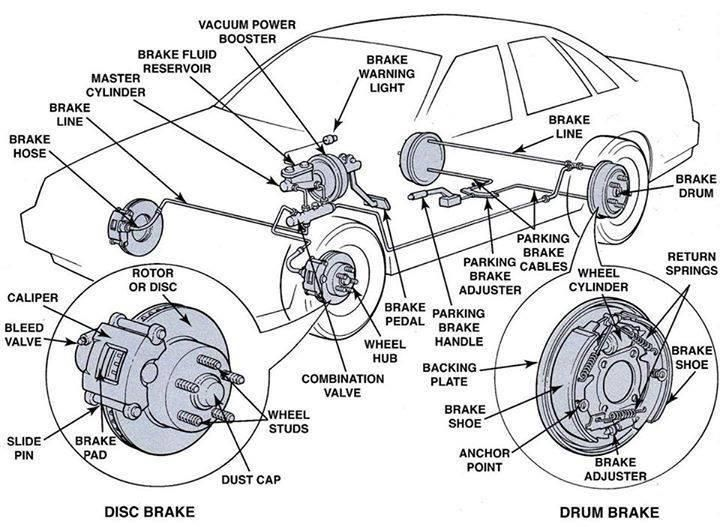 VACUUM POWER
BOOSTER
BRAKE FLUID
RESERVOIR
BRAKE
WARNING
LIGHT
MASTER
CYLINDER
BRAKE
LINE
BRAKE
HOSE
BRAKE
LINE
BRAKE
DRUM
PARKING
BRAKE
CABLES
PARKING
BRAKE
ADJUSTER
RETURN
SPRINGS
WHEEL
CYLINDER
ROTOR
OR DISC
CALIPER
BLEED
VALVE
BRAKE
PEDAL
PARKING
BRAKE
HANDLE
WHEEL
HUB
COMBINATION
VALVE
BACKING
PLATE
BRAKE
SHOE
BRAKE
SHOE
WHEEL
STUDS
SLIDE
PIN
BRAKE
PAD
DUST CAP
ANCHOR
POINT
BRAKE
ADJUSTER
DISC BRAKE
DRUM BRAKE